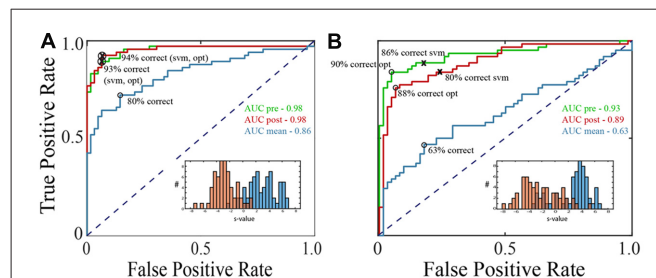 A
B
True Positive Rate
1.0
0.5
0
94% correct (svm, opt)
93% correct
(svm, opt)
80% correct
AUC pre - 0.98
AUC post - 0.98
AUC mean - 0.86
#
s-value
0 0.5 1.0
False Positive Rate
86% correct svm
90% correct opt
80% correct svm
88% correct opt
63% correct
AUC pre - 0.93
AUC post - 0.89
AUC mean - 0.63
#
s-value
0 0.5 1.0
False Positive Rate